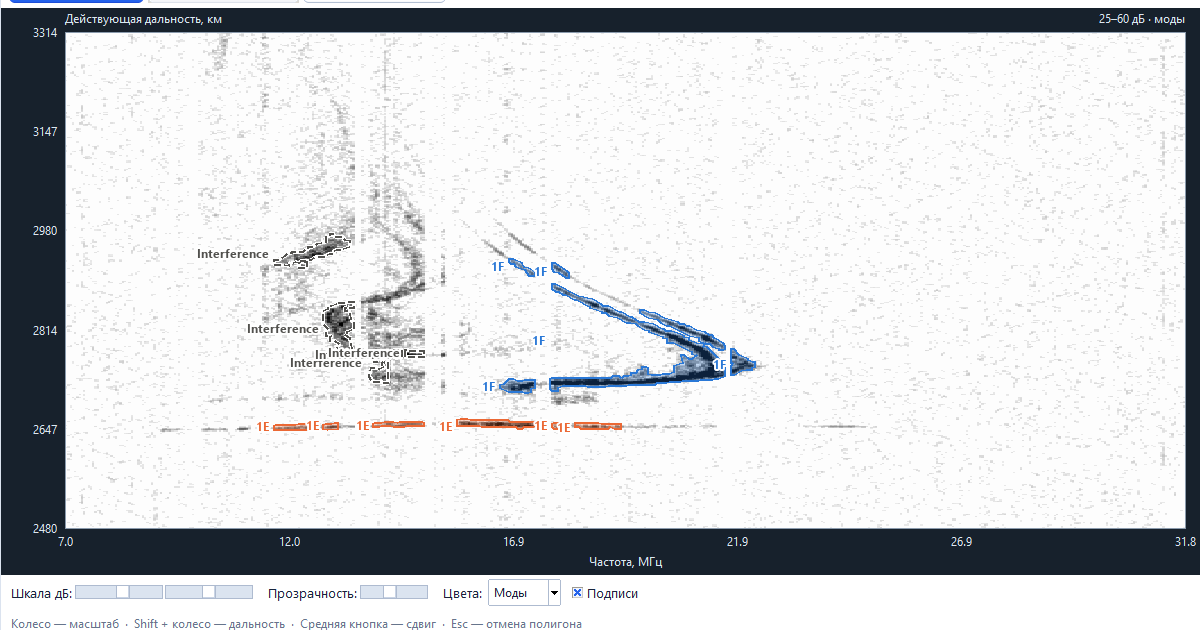 Действующая дальность, км
25–60 дБ · моды
3314
3147
2980
2814
2647
2480
Interference
Interference
In
Interference
Interrerence
1F
1F
1F
1F
1F
1E
1E
1E
1E
1E
1E
7.0
12.0
16.9
21.9
26.9
31.8
Частота, МГц
Шкала дБ:
Прозрачность:
Цвета:
Моды
Подписи
Колесо — масштаб · Shift + колесо — дальность · Средняя кнопка — сдвиг · Esc — отмена полигона